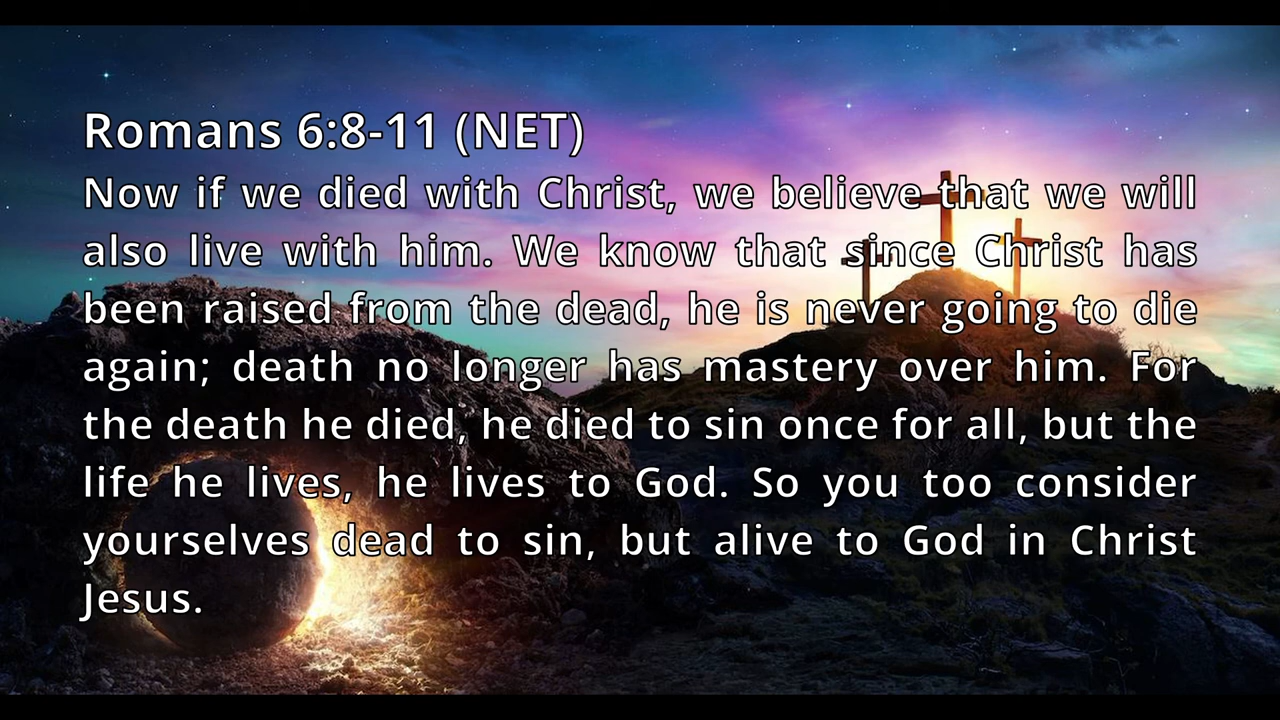 Romans 6:8-11 (NET)
Now if we died with Christ, we believe that we will
also live with him. We know that since Christ has
been raised from the dead, he is never going to die
again; death no longer has mastery over him. For
the death he died, he died to sin once for all, but the
life he lives, he lives to God. So you too consider
yourselves dead to sin, but alive to God in Christ
Jesus.